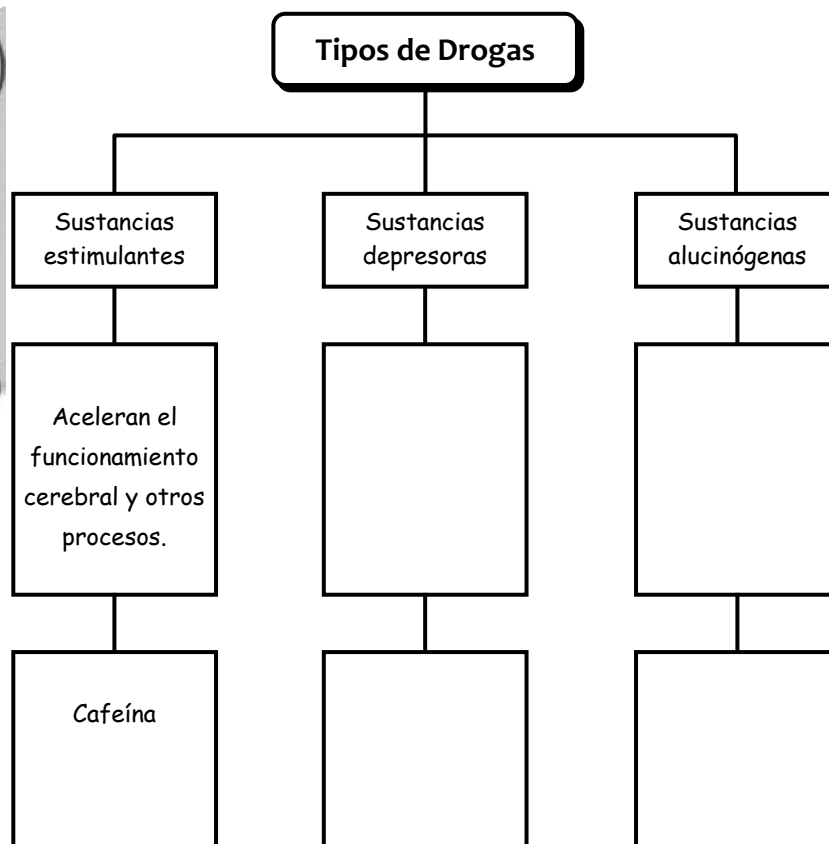 Tipos de Drogas
Sustancias
estimulantes
Sustancias
depresoras
Sustancias
alucinógenas
Aceleran el
funcionamiento
cerebral y otros
procesos.
Cafeína